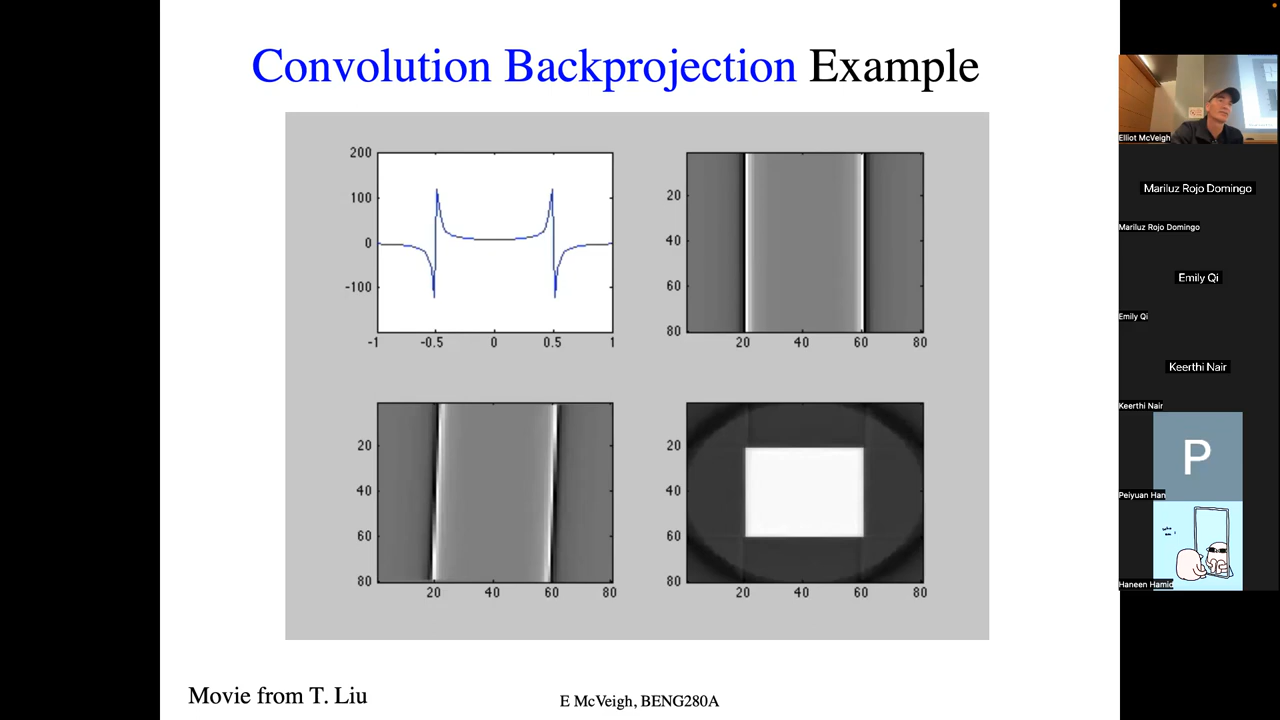 Convolution Backprojection Example
200
100
0
-100
-1 -0.5 0 0.5 1
20
40
60
80
20 40 60 80
20
40
60
80
20 40 60 80
20
40
60
80
20 40 60 80
Movie from T. Liu
E McVeigh, BENG280A
Elliot McVeigh
Mariluz Rojo Domingo
Mariluz Rojo Domingo
Emily Qi
Emily Qi
Keerthi Nair
Keerthi Nair
P
Peiyuan Han
Haneen Hamid